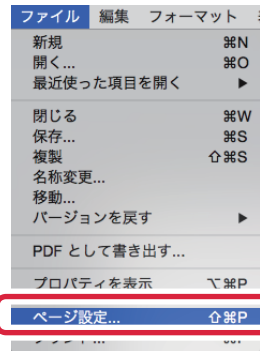 ファイル 編集 フォーマット
新規 ⌘N
開く... ⌘O
最近使った項目を開く ▶
閉じる ⌘W
保存... ⌘S
複製 ⇧⌘S
名称変更...
移動...
バージョンを戻す ▶
PDF として書き出す...
プロパティを表示 ⌥⌘P
ページ設定... ⇧⌘P